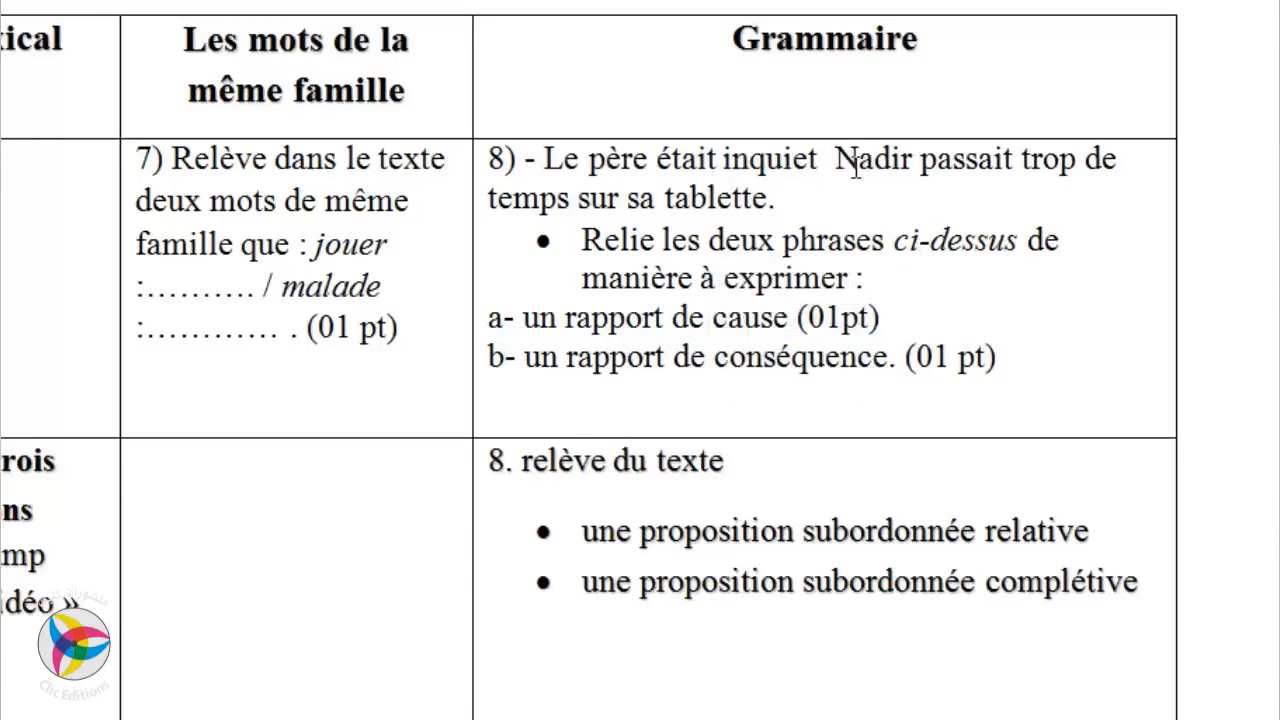 tical
Les mots de la
même famille
Grammaire
7) Relève dans le texte
deux mots de même
famille que : jouer
:………. / malade
:………… . (01 pt)
8) - Le père était inquiet  Nadir passait trop de
temps sur sa tablette.
• Relie les deux phrases ci-dessus de
manière à exprimer :
a- un rapport de cause (01pt)
b- un rapport de conséquence. (01 pt)
rois
ns
mp
idéo »
8. relève du texte
• une proposition subordonnée relative
• une proposition subordonnée complétive
Clic Editions